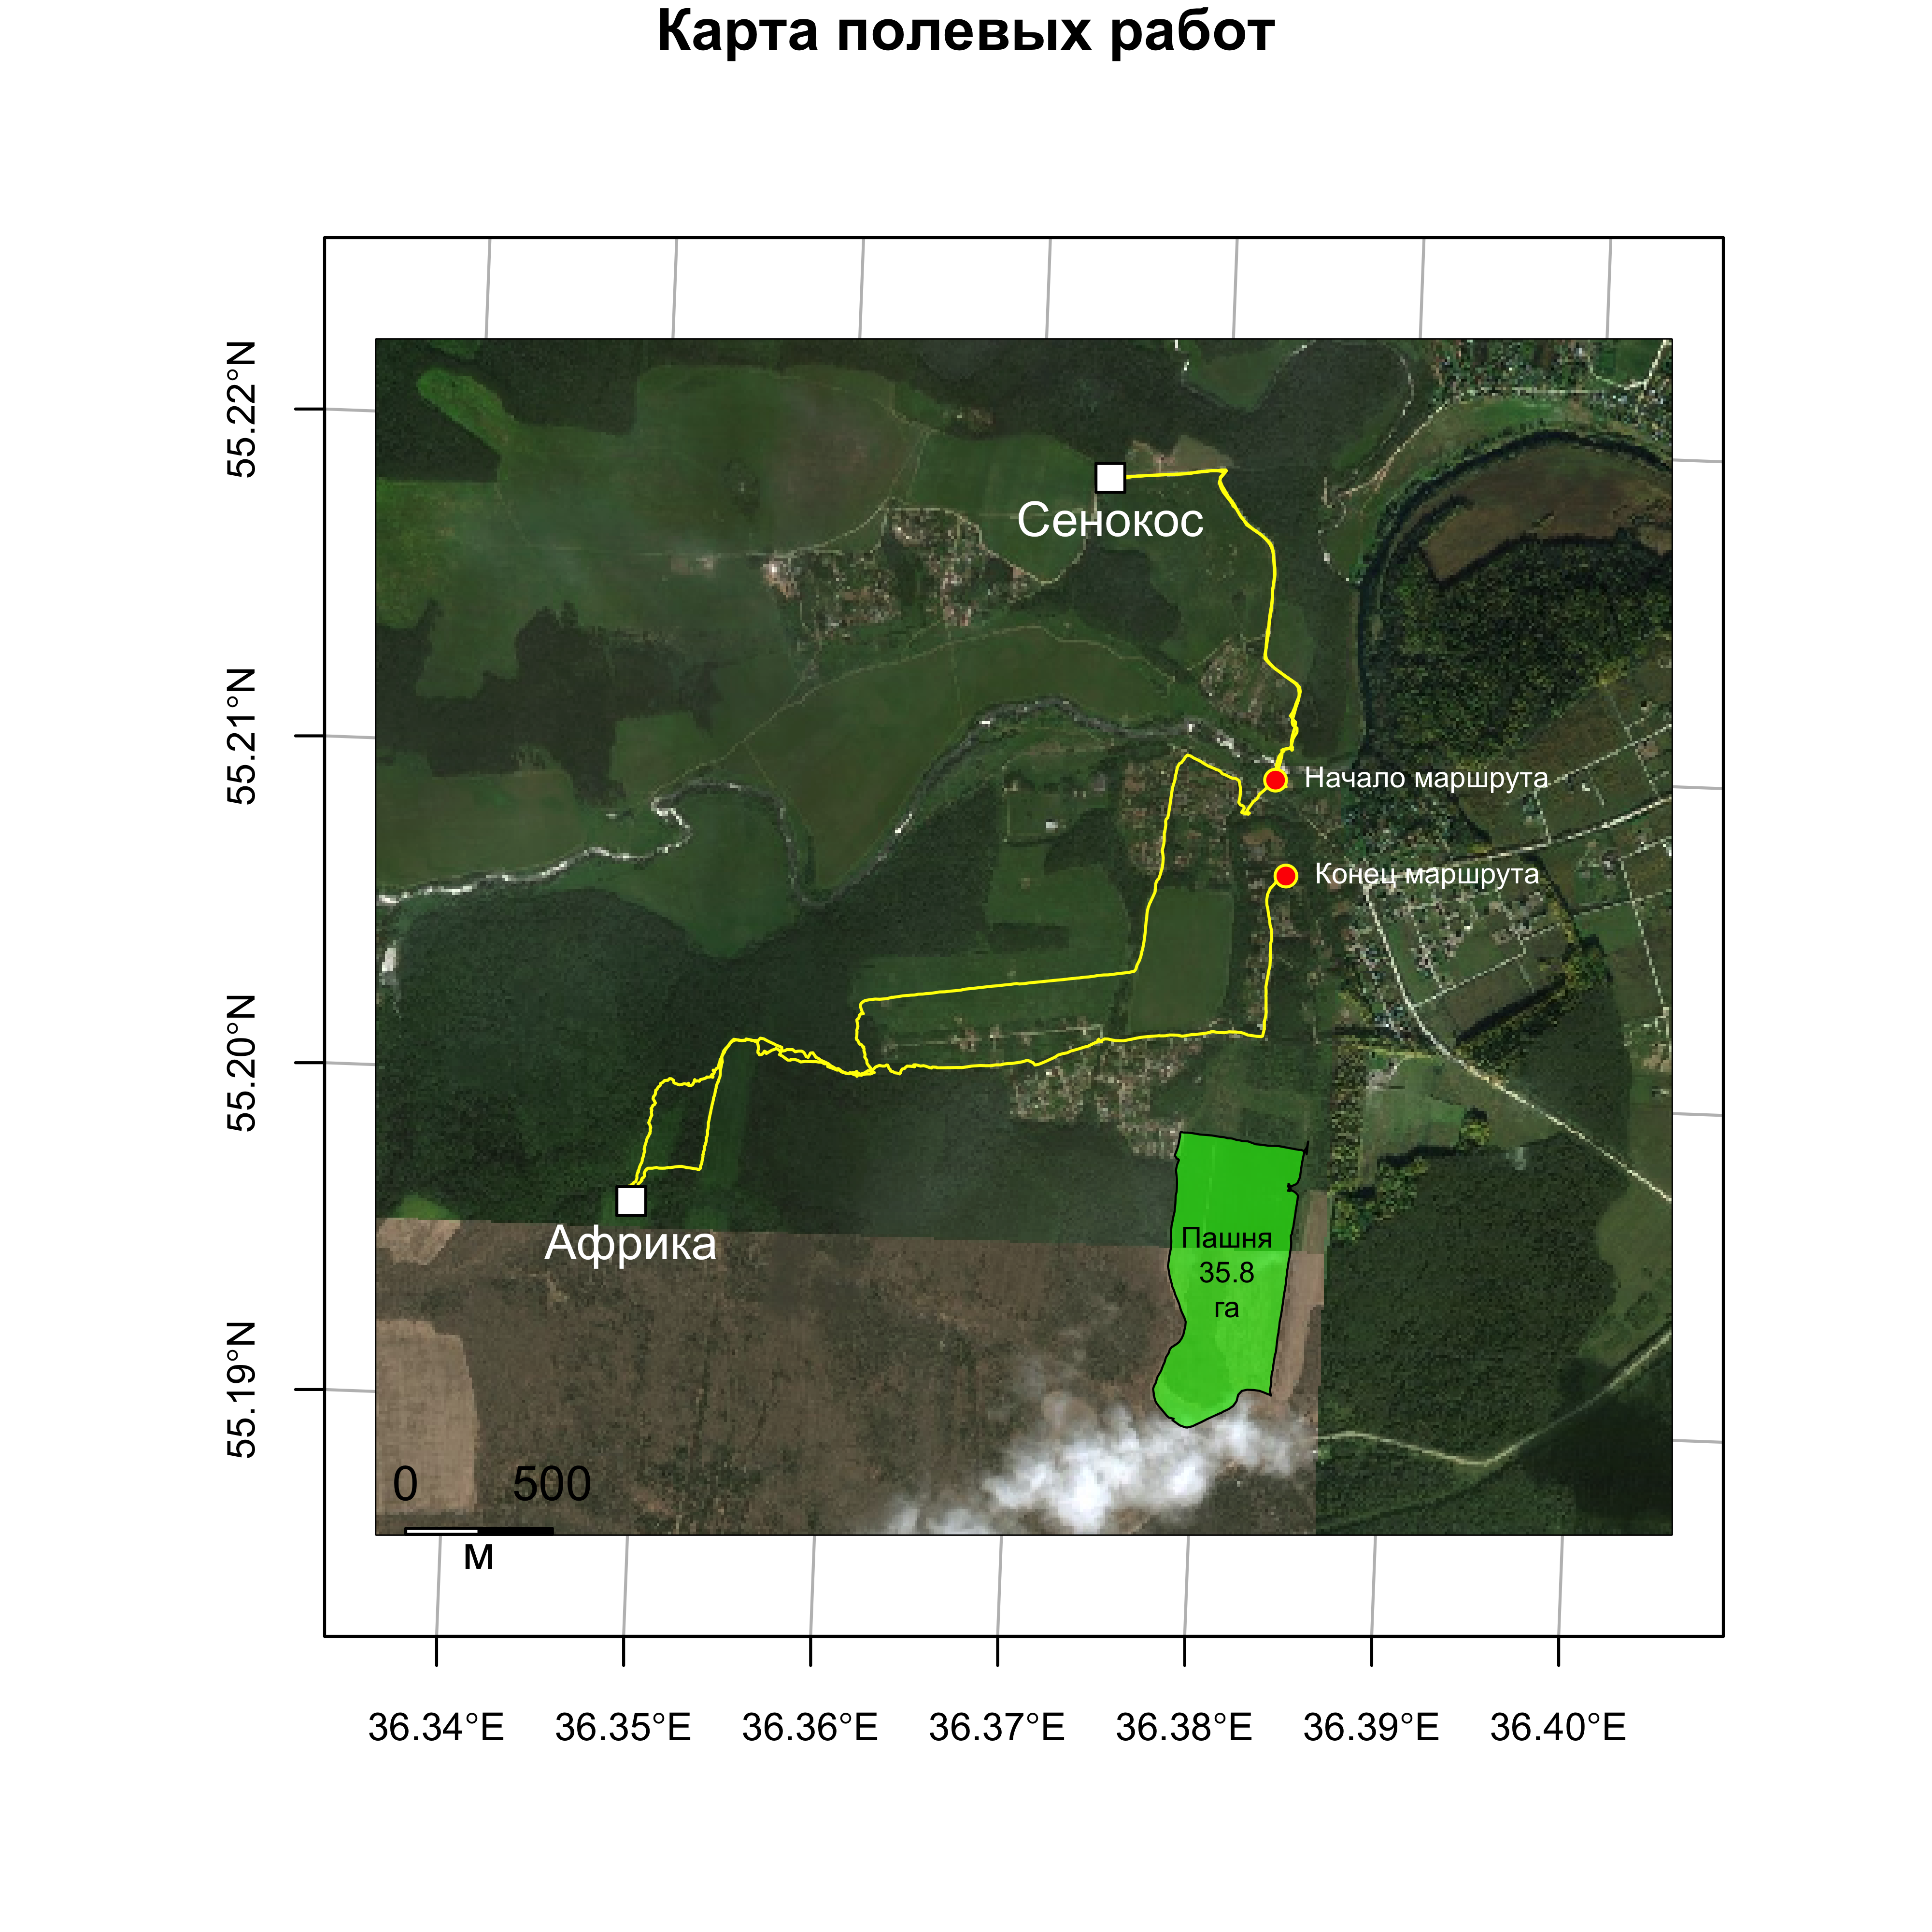 Карта полевых работ
55.22°N
55.21°N
55.20°N
55.19°N
Сенокос
Начало маршрута
Конец маршрута
Африка
Пашня
35.8
га
0 500
м
36.34°E 36.35°E 36.36°E 36.37°E 36.38°E 36.39°E 36.40°E